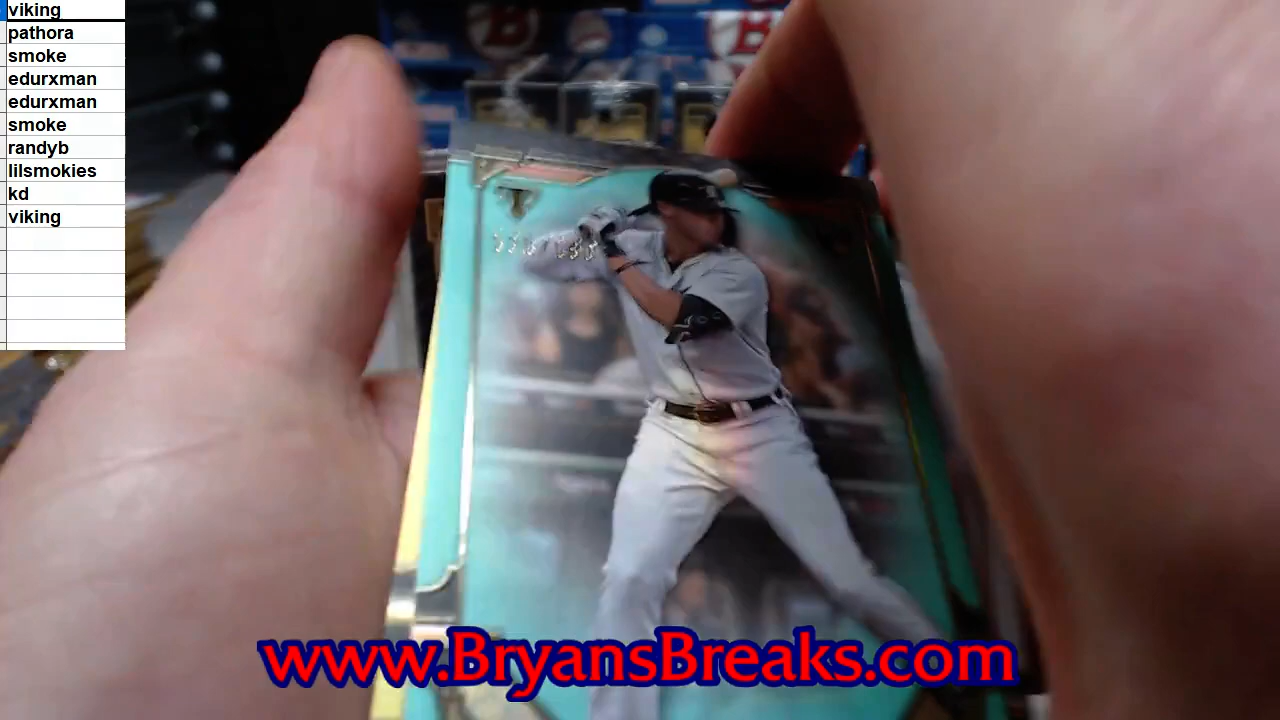 viking
pathora
smoke
edurxman
edurxman
smoke
randyb
lilsmokies
kd
viking
www.BryansBreaks.com